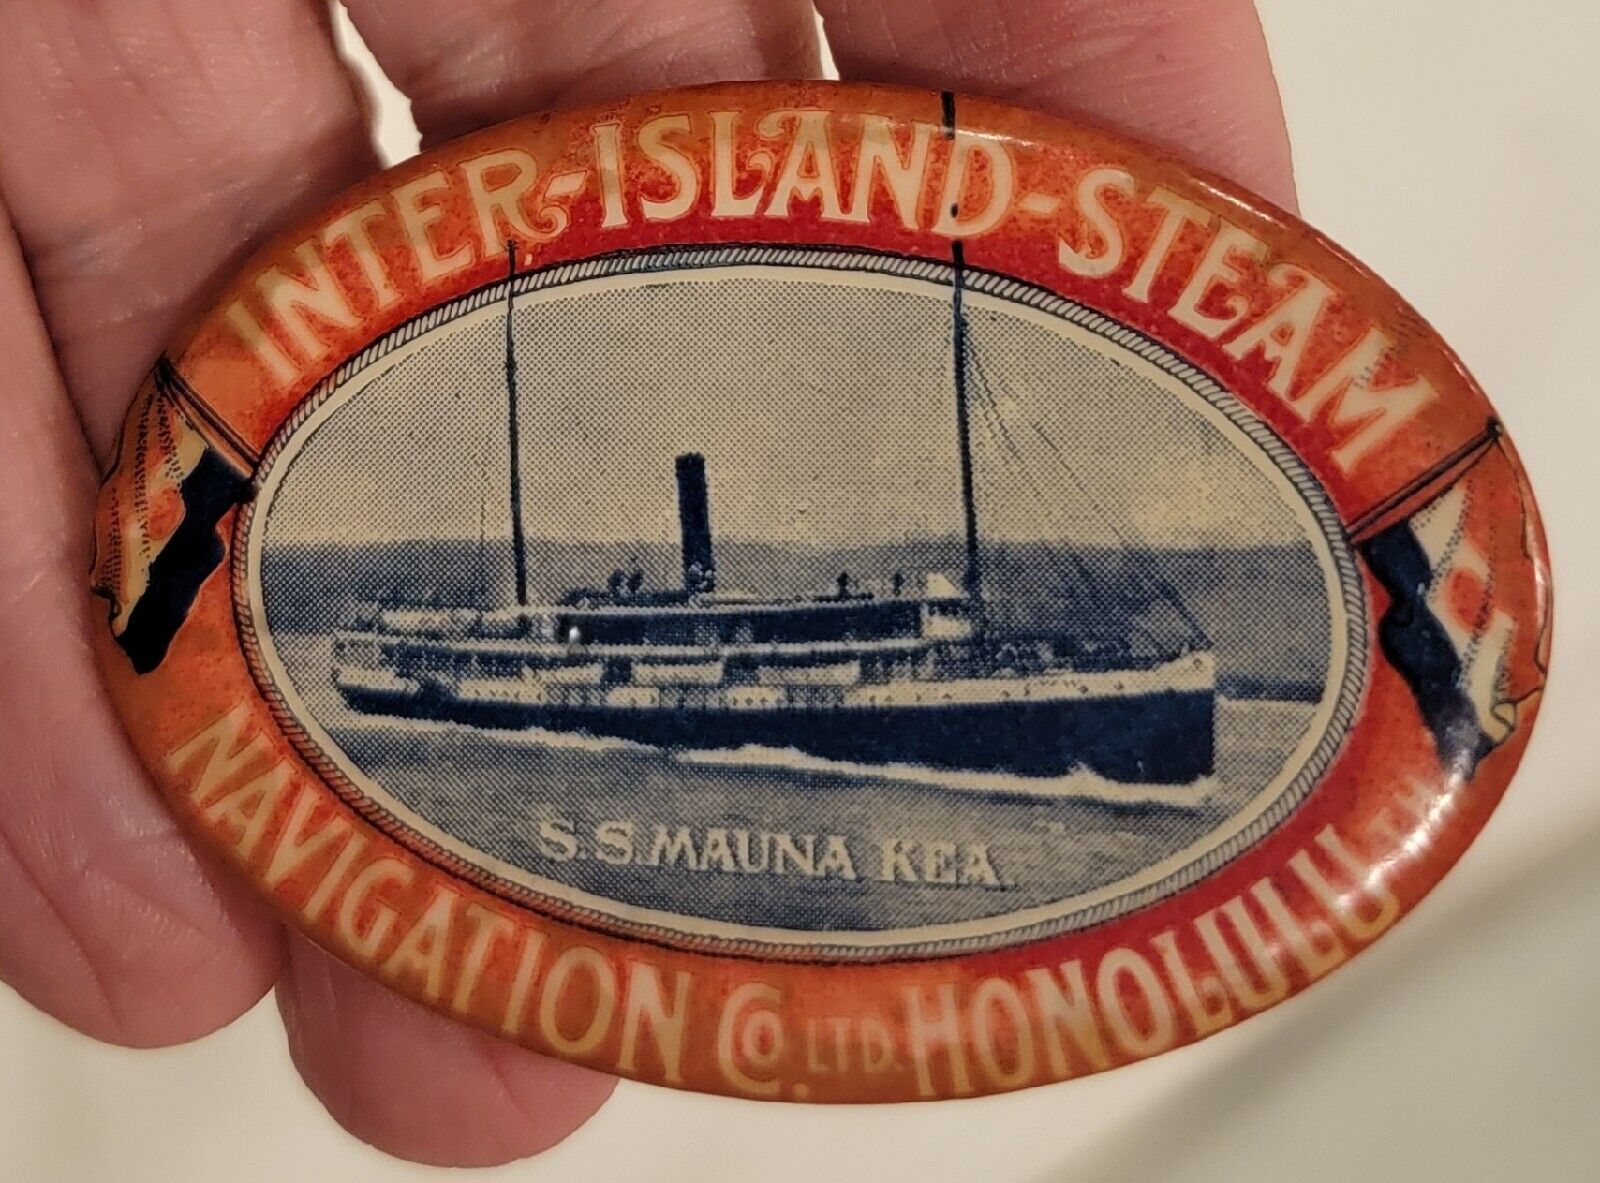 INTER-ISLAND-STEAM
S.S. MAUNA KEA.
NAVIGATION CO. LTD. HONOLULU T.H.